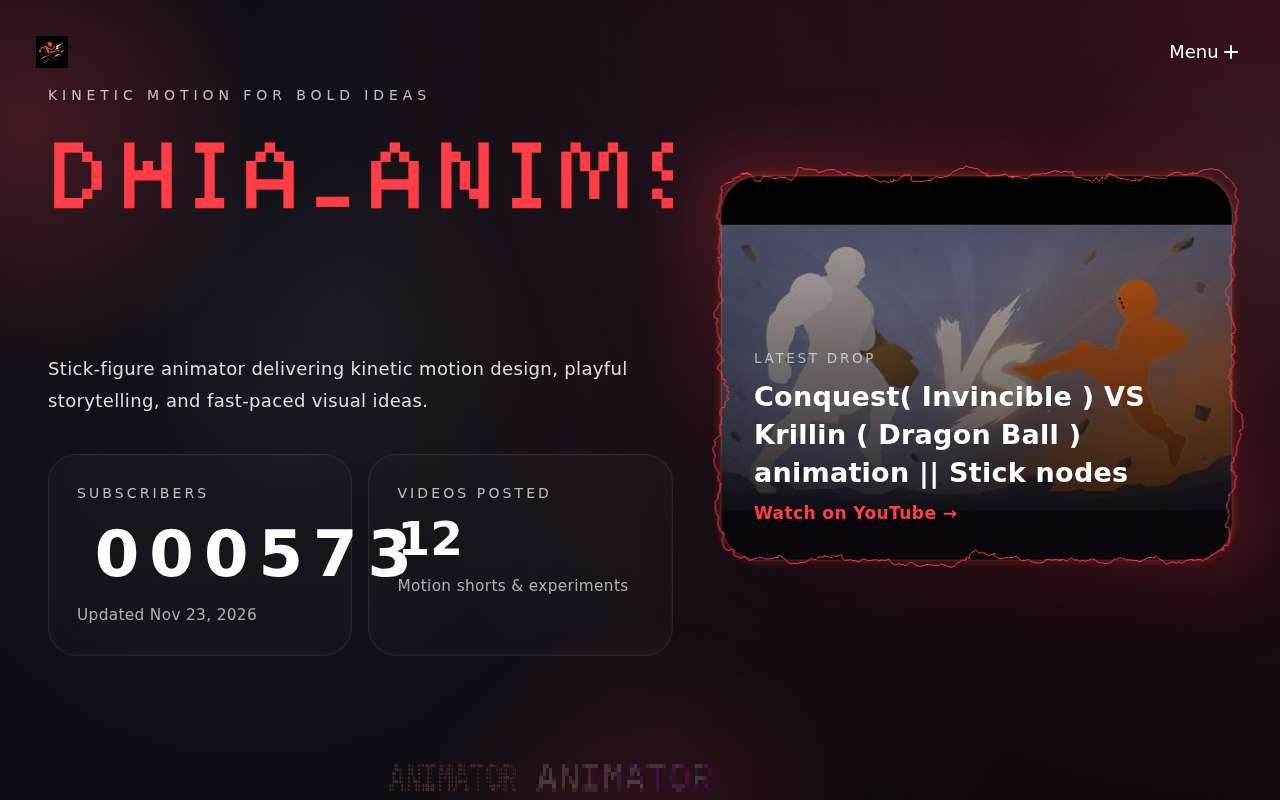 Menu +
KINETIC MOTION FOR BOLD IDEAS
DHIA_ANIMS
Stick-figure animator delivering kinetic motion design, playful
storytelling, and fast-paced visual ideas.
SUBSCRIBERS
000573
Updated Nov 23, 2026
VIDEOS POSTED
12
Motion shorts & experiments
VS
LATEST DROP
Conquest( Invincible ) VS
Krillin ( Dragon Ball )
animation || Stick nodes
Watch on YouTube →
ANIMATOR ANIMATOR